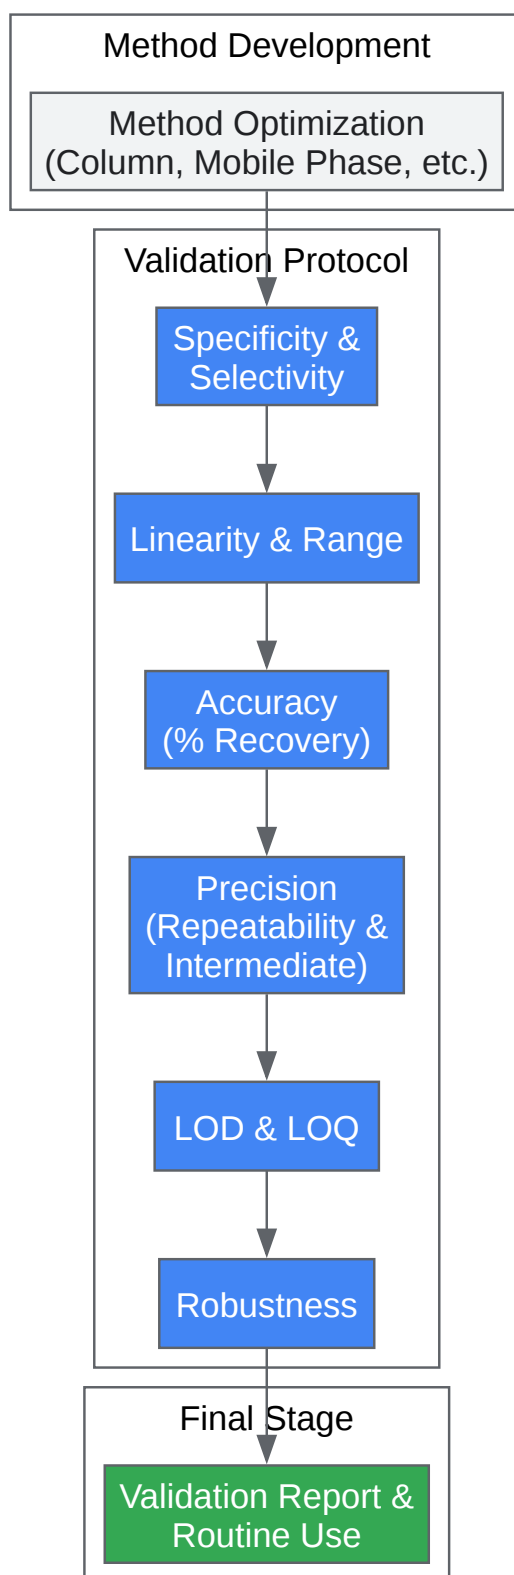 Method Development
Method Optimization
(Column, Mobile Phase, etc.)
Validation Protocol
Specificity &
Selectivity
Linearity & Range
Accuracy
(% Recovery)
Precision
(Repeatability &
Intermediate)
LOD & LOQ
Robustness
Final Stage
Validation Report &
Routine Use